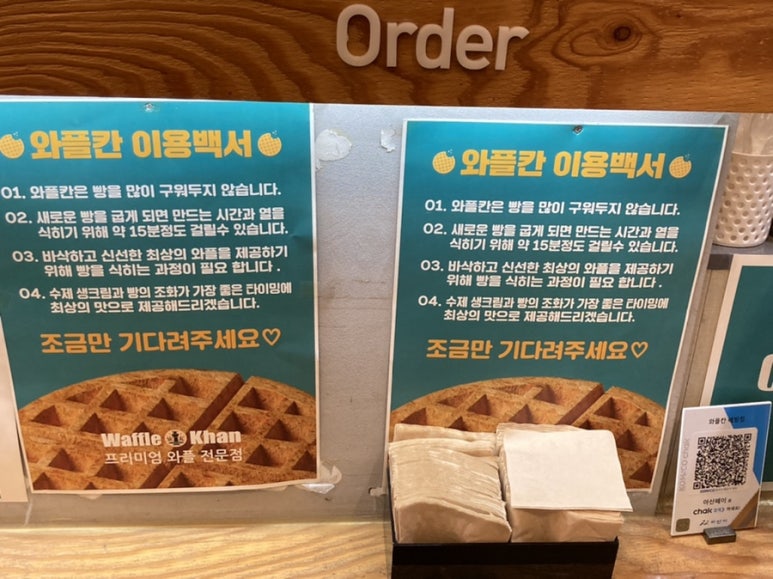 Order
와플칸 이용백서
01. 와플칸은 빵을 많이 구워두지 않습니다.
02. 새로운 빵을 굽게 되면 만드는 시간과 열을
식히기 위해 약 15분정도 걸릴수 있습니다.
03. 바삭하고 신선한 최상의 와플을 제공하기
위해 빵을 식히는 과정이 필요 합니다 .
04. 수제 생크림과 빵의 조화가 가장 좋은 타이밍에
최상의 맛으로 제공해드리겠습니다.
조금만 기다려주세요♡
Waffle Khan
프리미엄 와플 전문점
와플칸 이용백서
01. 와플칸은 빵을 많이 구워두지 않습니다.
02. 새로운 빵을 굽게 되면 만드는 시간과 열을
식히기 위해 약 15분정도 걸릴수 있습니다.
03. 바삭하고 신선한 최상의 와플을 제공하기
위해 빵을 식히는 과정이 필요 합니다 .
04. 수제 생크림과 빵의 조화가 가장 좋은 타이밍에
최상의 맛으로 제공해드리겠습니다.
조금만 기다려주세요♡
와플칸
chak